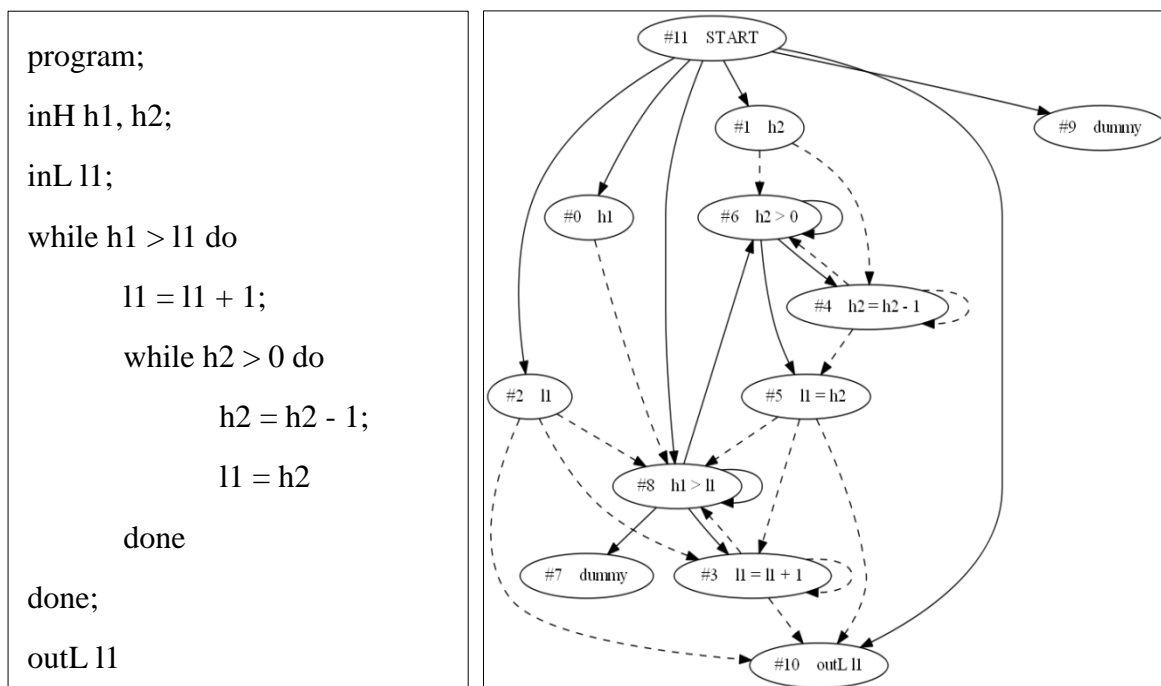 program;
inH h1, h2;
inL l1;
while h1 > l1 do
l1 = l1 + 1;
while h2 > 0 do
h2 = h2 - 1;
l1 = h2
done
done;
outL l1
#11 START
#1 h2
#9 dummy
#0 h1
#6 h2 > 0
#4 h2 = h2 - 1
#2 l1
#5 l1 = h2
#8 h1 > l1
#7 dummy
#3 l1 = l1 + 1
#10 outL l1